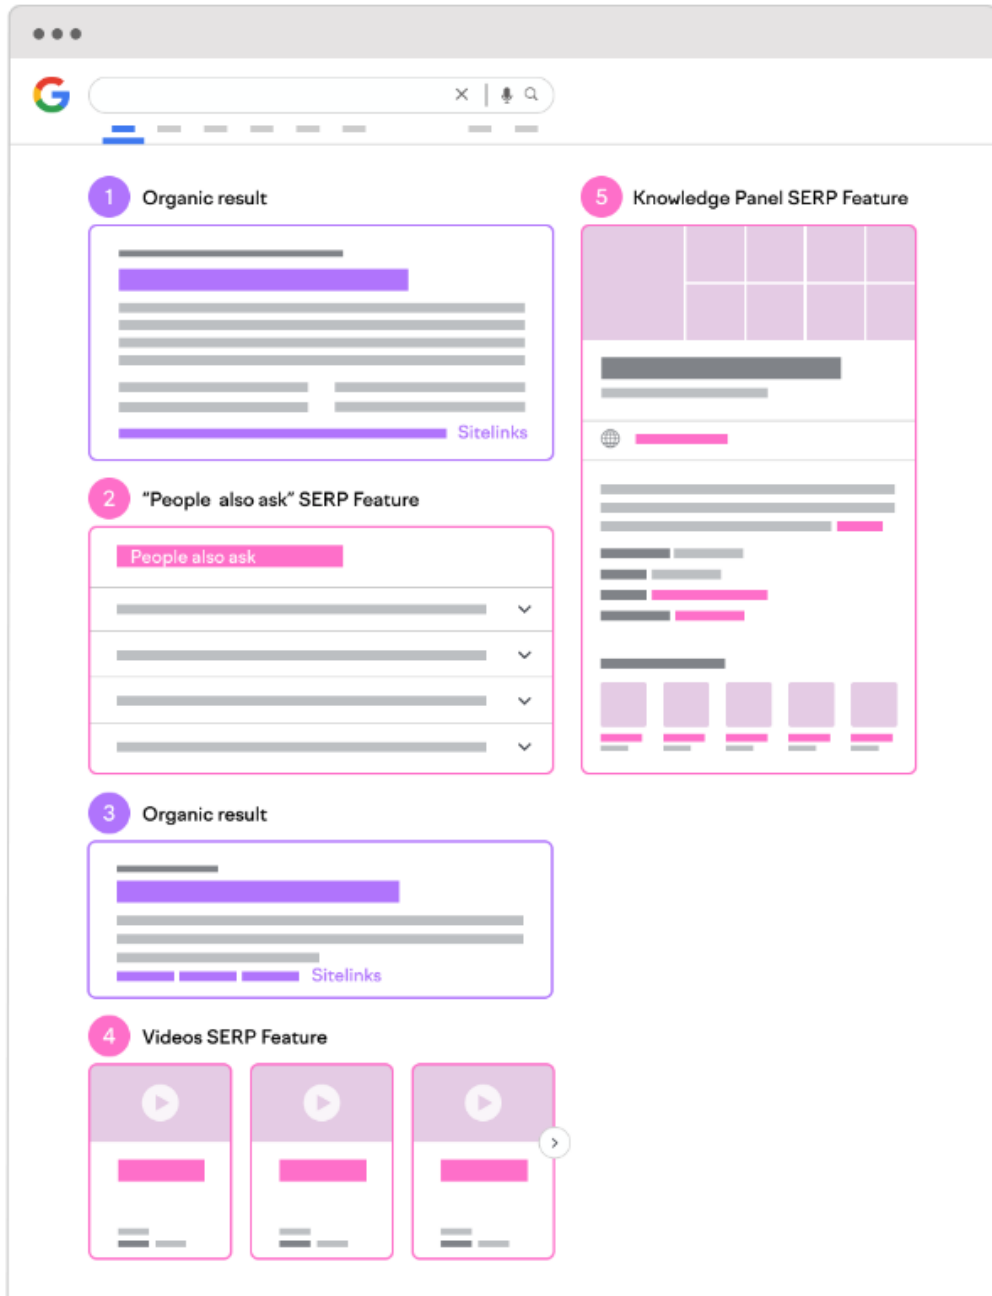 G
1 Organic result
Sitelinks
2 “People also ask” SERP Feature
People also ask
3 Organic result
Sitelinks
4 Videos SERP Feature
5 Knowledge Panel SERP Feature